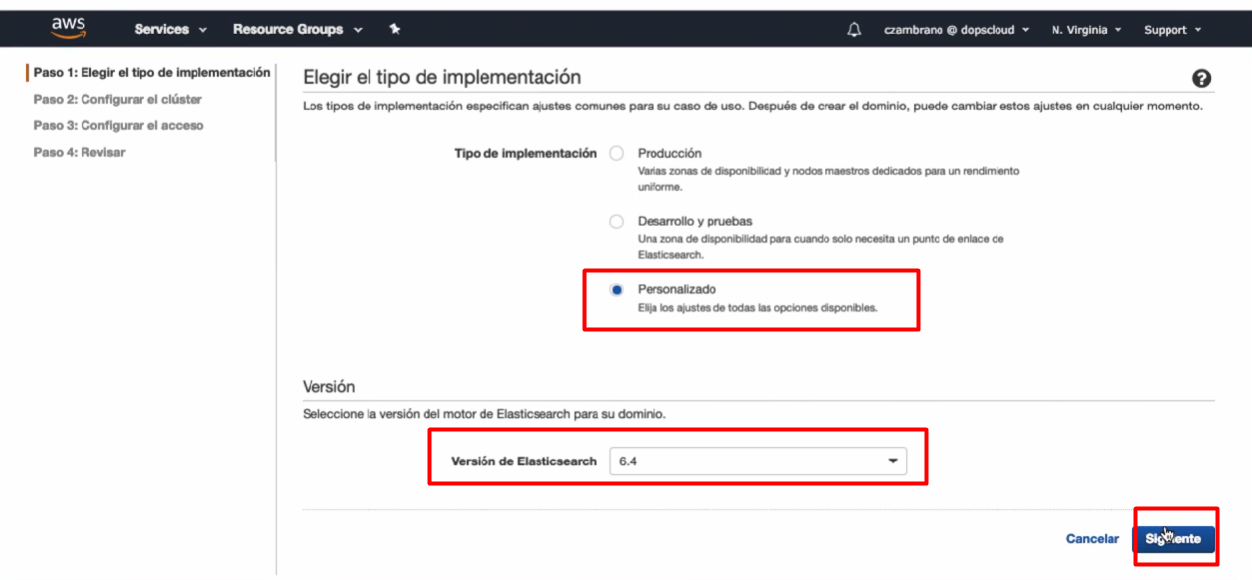 aws
Services
Resource Groups
czambrano @ dopscloud
N. Virginia
Support
Paso 1: Elegir el tipo de implementación
Paso 2: Configurar el clúster
Paso 3: Configurar el acceso
Paso 4: Revisar
Elegir el tipo de implementación
?
Los tipos de implementación especifican ajustes comunes para su caso de uso. Después de crear el dominio, puede cambiar estos ajustes en cualquier momento.
Tipo de implementación
Producción
Varias zonas de disponibilidad y nodos maestros dedicados para un rendimiento
uniforme.
Desarrollo y pruebas
Una zona de disponibilidad para cuando solo necesita un punto de enlace de
Elasticsearch.
Personalizado
Elija los ajustes de todas las opciones disponibles.
Versión
Seleccione la versión del motor de Elasticsearch para su dominio.
Versión de Elasticsearch
6.4
Cancelar
Siguiente